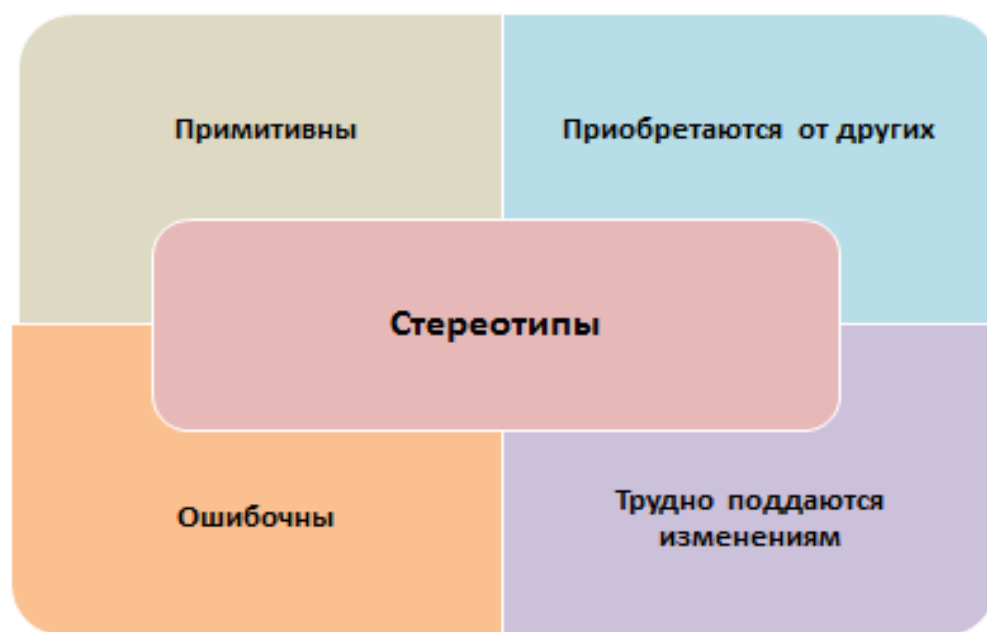 Примитивны
Приобретаются от других
Стереотипы
Ошибочны
Трудно поддаются
изменениям